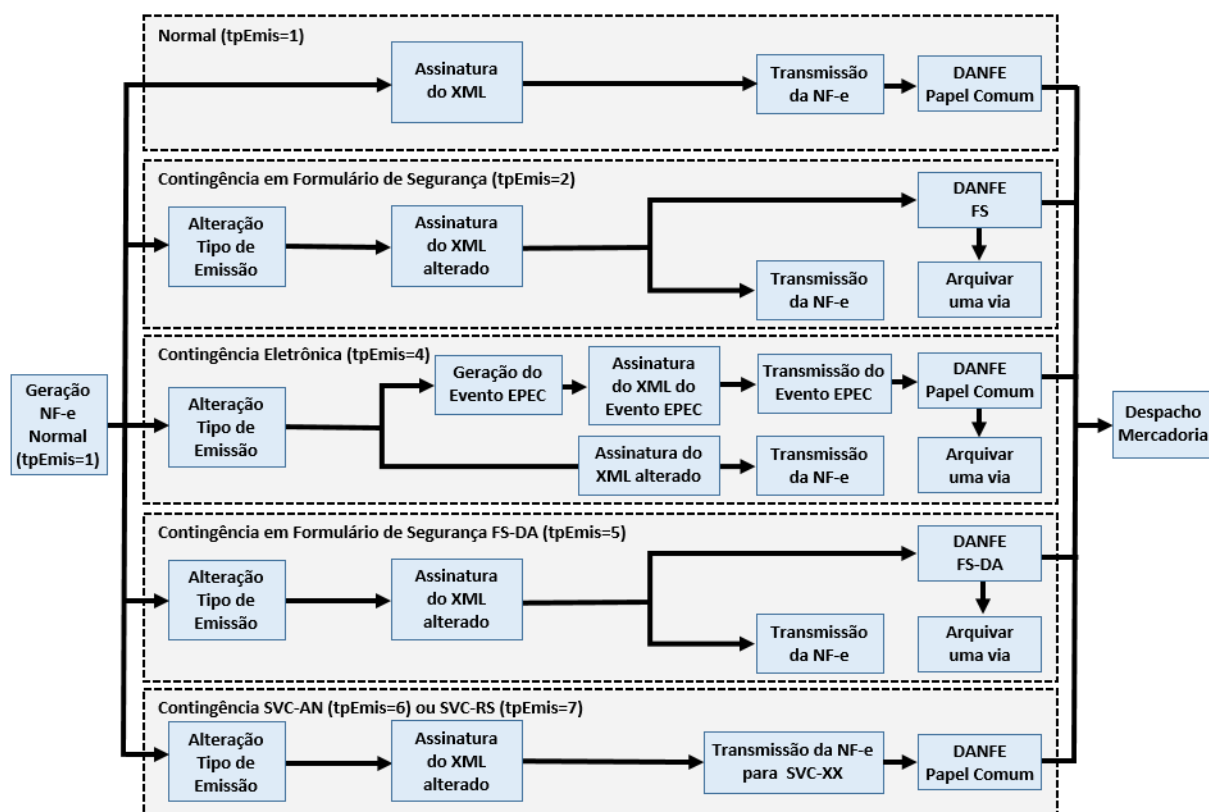 Normal (tpEmis=1)
Assinatura
do XML
Transmissão
da NF-e
DANFE
Papel Comum
Contingência em Formulário de Segurança (tpEmis=2)
Alteração
Tipo de
Emissão
Assinatura
do XML
alterado
DANFE
FS
Transmissão
da NF-e
Arquivar
uma via
Geração
NF-e
Normal
(tpEmis=1)
Contingência Eletrônica (tpEmis=4)
Alteração
Tipo de
Emissão
Geração do
Evento EPEC
Assinatura
do XML do
Evento EPEC
Transmissão do
Evento EPEC
DANFE
Papel Comum
Assinatura do
XML alterado
Transmissão
da NF-e
Arquivar
uma via
Despacho
Mercadoria
Contingência em Formulário de Segurança FS-DA (tpEmis=5)
Alteração
Tipo de
Emissão
Assinatura
do XML
alterado
DANFE
FS-DA
Transmissão
da NF-e
Arquivar
uma via
Contingência SVC-AN (tpEmis=6) ou SVC-RS (tpEmis=7)
Alteração
Tipo de
Emissão
Assinatura
do XML
alterado
Transmissão da NF-e
para SVC-XX
DANFE
Papel Comum